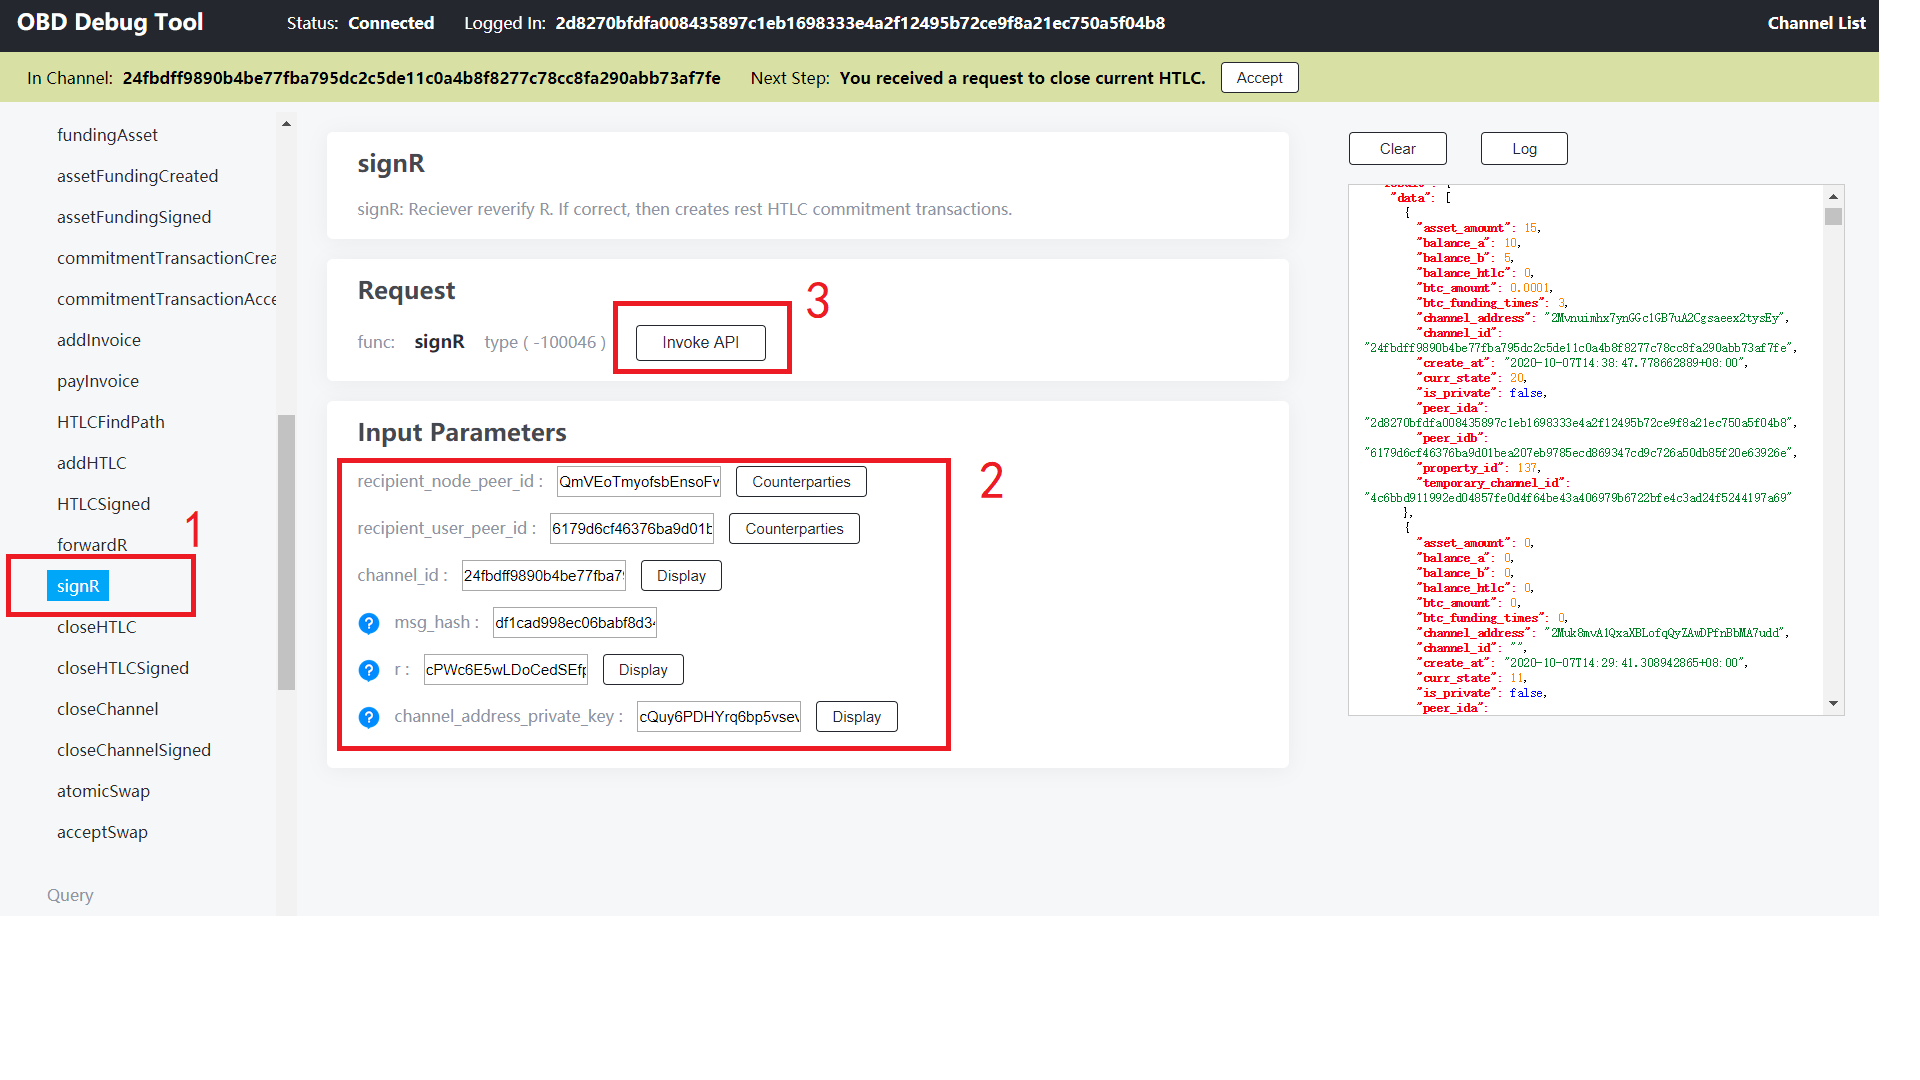 OBD Debug Tool
Status: Connected
Logged In: 2d8270bfdfa008435897c1eb1698333e4a2f12495b72ce9f8a21ec750a5f04b8
Channel List
In Channel: 24fbdff9890b4be77fba795dc2c5de11c0a4b8f8277c78cc8fa290abb73af7fe
Next Step: You received a request to close current HTLC.
Accept
fundingAsset
assetFundingCreated
assetFundingSigned
commitmentTransactionCrea
commitmentTransactionAcce
addInvoice
payInvoice
HTLCFindPath
addHTLC
HTLCSigned
forwardR
1
signR
closeHTLC
closeHTLCSigned
closeChannel
closeChannelSigned
atomicSwap
acceptSwap
Query
signR
signR: Reciever reverify R. If correct, then creates rest HTLC commitment transactions.
Request
func: signR type ( -100046 ) Invoke API
3
Input Parameters
2
recipient_node_peer_id : QmVEoTmyofsbEnsoFv Counterparties
recipient_user_peer_id : 6179d6cf46376ba9d01b Counterparties
channel_id : 24fbdff9890b4be77fba79 Display
? msg_hash : df1cad998ec06babf8d34
? r : cPWc6E5wLDoCedSEfp Display
? channel_address_private_key : cQuy6PDHYrq6bp5vsev Display
Clear
Log
"data": [
{
"asset_amount": 15,
"balance_a": 10,
"balance_b": 5,
"balance_htlc": 0,
"btc_amount": 0.0001,
"btc_funding_times": 3,
"channel_address": "2Mvnuimhx7ynGGc1GB7uA2Cgsaeex2tysEy",
"channel_id":
"24fbdff9890b4be77fba795dc2c5de11c0a4b8f8277c78cc8fa290abb73af7fe",
"create_at": "2020-10-07T14:38:47.778662889+08:00",
"curr_state": 20,
"is_private": false,
"peer_ida":
"2d8270bfdfa008435897c1eb1698333e4a2f12495b72ce9f8a21ec750a5f04b8",
"peer_idb":
"6179d6cf46376ba9d01bea207eb9785ecd869347cd9c726a50db85f20e63926e",
"property_id": 137,
"temporary_channel_id":
"4c6bbd911992ed04857fe0d4f64be43a406979b6722bfe4c3ad24f5244197a69"
},
{
"asset_amount": 0,
"balance_a": 0,
"balance_b": 0,
"balance_htlc": 0,
"btc_amount": 0,
"btc_funding_times": 0,
"channel_address": "2Muk8mvA1QxaXBLofqQyZAwDPfnBbMA7udd",
"channel_id": "",
"create_at": "2020-10-07T14:29:41.308942865+08:00",
"curr_state": 11,
"is_private": false,
"peer_ida":